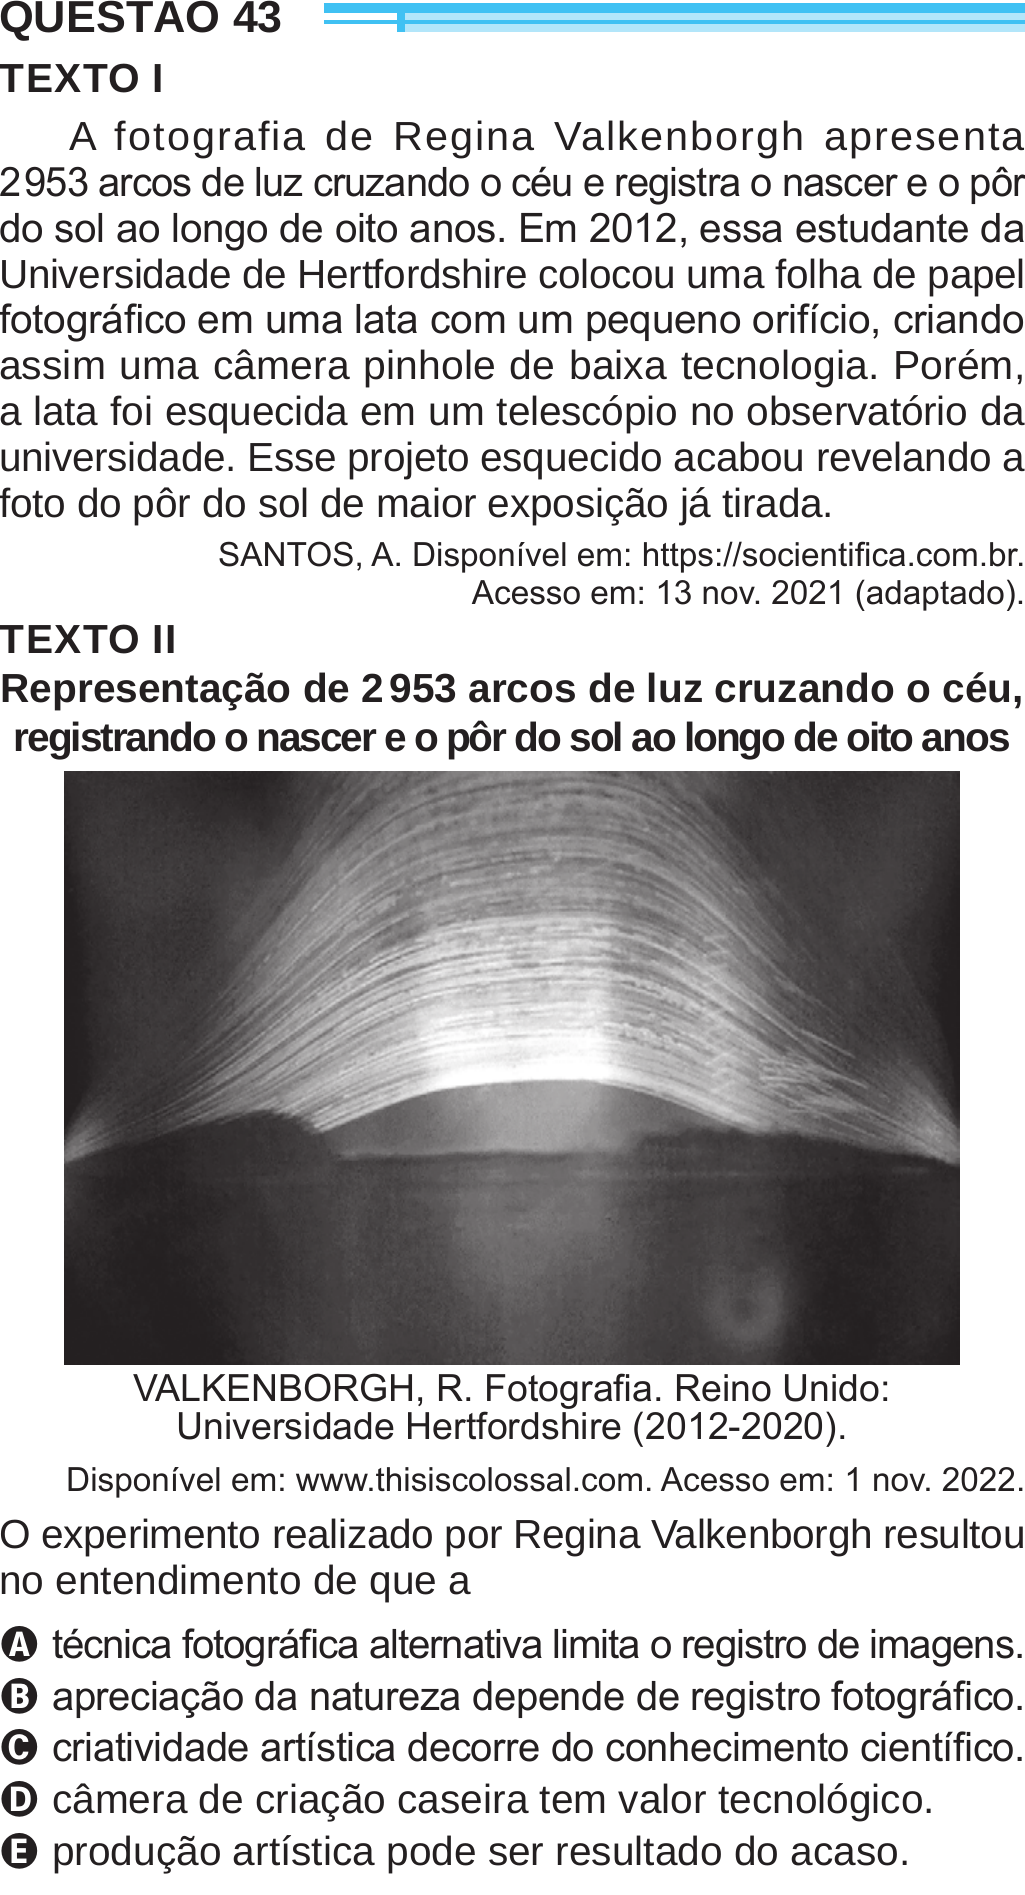 QUESTÃO 43
TEXTO I
A fotografia de Regina Valkenborgh apresenta
2 953 arcos de luz cruzando o céu e registra o nascer e o pôr
do sol ao longo de oito anos. Em 2012, essa estudante da
Universidade de Hertfordshire colocou uma folha de papel
fotográfico em uma lata com um pequeno orifício, criando
assim uma câmera pinhole de baixa tecnologia. Porém,
a lata foi esquecida em um telescópio no observatório da
universidade. Esse projeto esquecido acabou revelando a
foto do pôr do sol de maior exposição já tirada.
SANTOS, A. Disponível em: https://socientifica.com.br.
Acesso em: 13 nov. 2021 (adaptado).
TEXTO II
Representação de 2 953 arcos de luz cruzando o céu,
registrando o nascer e o pôr do sol ao longo de oito anos
VALKENBORGH, R. Fotografia. Reino Unido:
Universidade Hertfordshire (2012-2020).
Disponível em: www.thisiscolossal.com. Acesso em: 1 nov. 2022.
O experimento realizado por Regina Valkenborgh resultou
no entendimento de que a
A técnica fotográfica alternativa limita o registro de imagens.
B apreciação da natureza depende de registro fotográfico.
C criatividade artística decorre do conhecimento científico.
D câmera de criação caseira tem valor tecnológico.
E produção artística pode ser resultado do acaso.